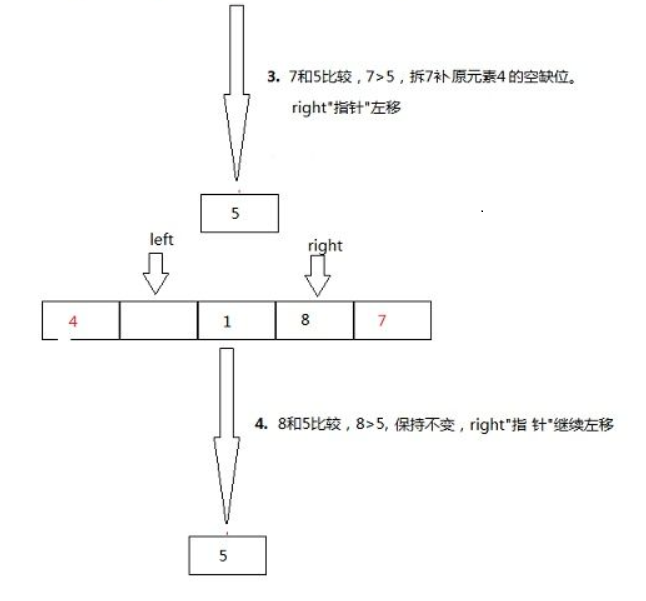 3. 7和5比较，7>5，拆7补原元素4的空缺位。
right"指针"左移
5
left
right
4 1 8 7
4. 8和5比较，8>5, 保持不变，right"指 针"继续左移
5